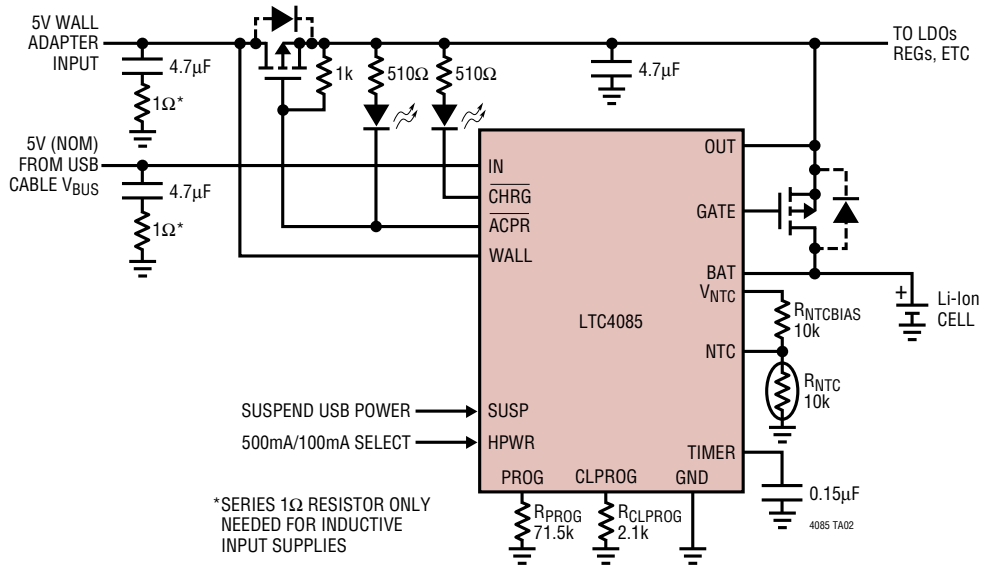 5V WALL
ADAPTER
INPUT
4.7µF
1Ω*
1k
510Ω
510Ω
4.7µF
TO LDOs
REGS, ETC
5V (NOM)
FROM USB
CABLE VBUS
4.7µF
1Ω*
IN
CHRG
ACPR
WALL
OUT
GATE
BAT
VNTC
LTC4085
NTC
RNTCBIAS
10k
RNTC
10k
+
Li-Ion
CELL
SUSPEND USB POWER
SUSP
500mA/100mA SELECT
HPWR
TIMER
PROG
CLPROG
GND
0.15µF
4085 TA02
RPROG
71.5k
RCLPROG
2.1k
*SERIES 1Ω RESISTOR ONLY
NEEDED FOR INDUCTIVE
INPUT SUPPLIES